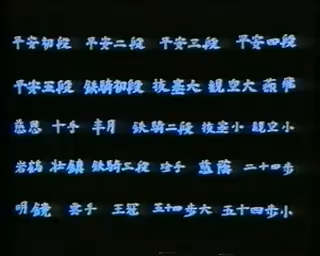 平安初段 平安二段 平安三段 平安四段
平安五段 鉄騎初段 抜塞大 観空大 燕飛
慈恩 十手 半月 鉄騎二段 抜塞小 観空小
岩鶴 壮鎮 鉄騎三段 珍手 慈蔭 二十四歩
明鏡 雲手 王冠 五十四歩大 五十四歩小